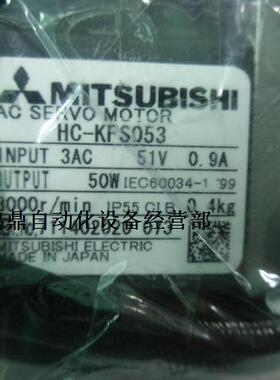 MITSUBISHI
AC SERVO MOTOR
HC-KFS053
INPUT 3AC 51V 0.9A
OUTPUT 50W IEC60034-1 '99
3000r/min IP55 CI.B 0.4kg
自动化设备经营部
MITSUBISHI ELECTRIC
MADE IN JAPAN